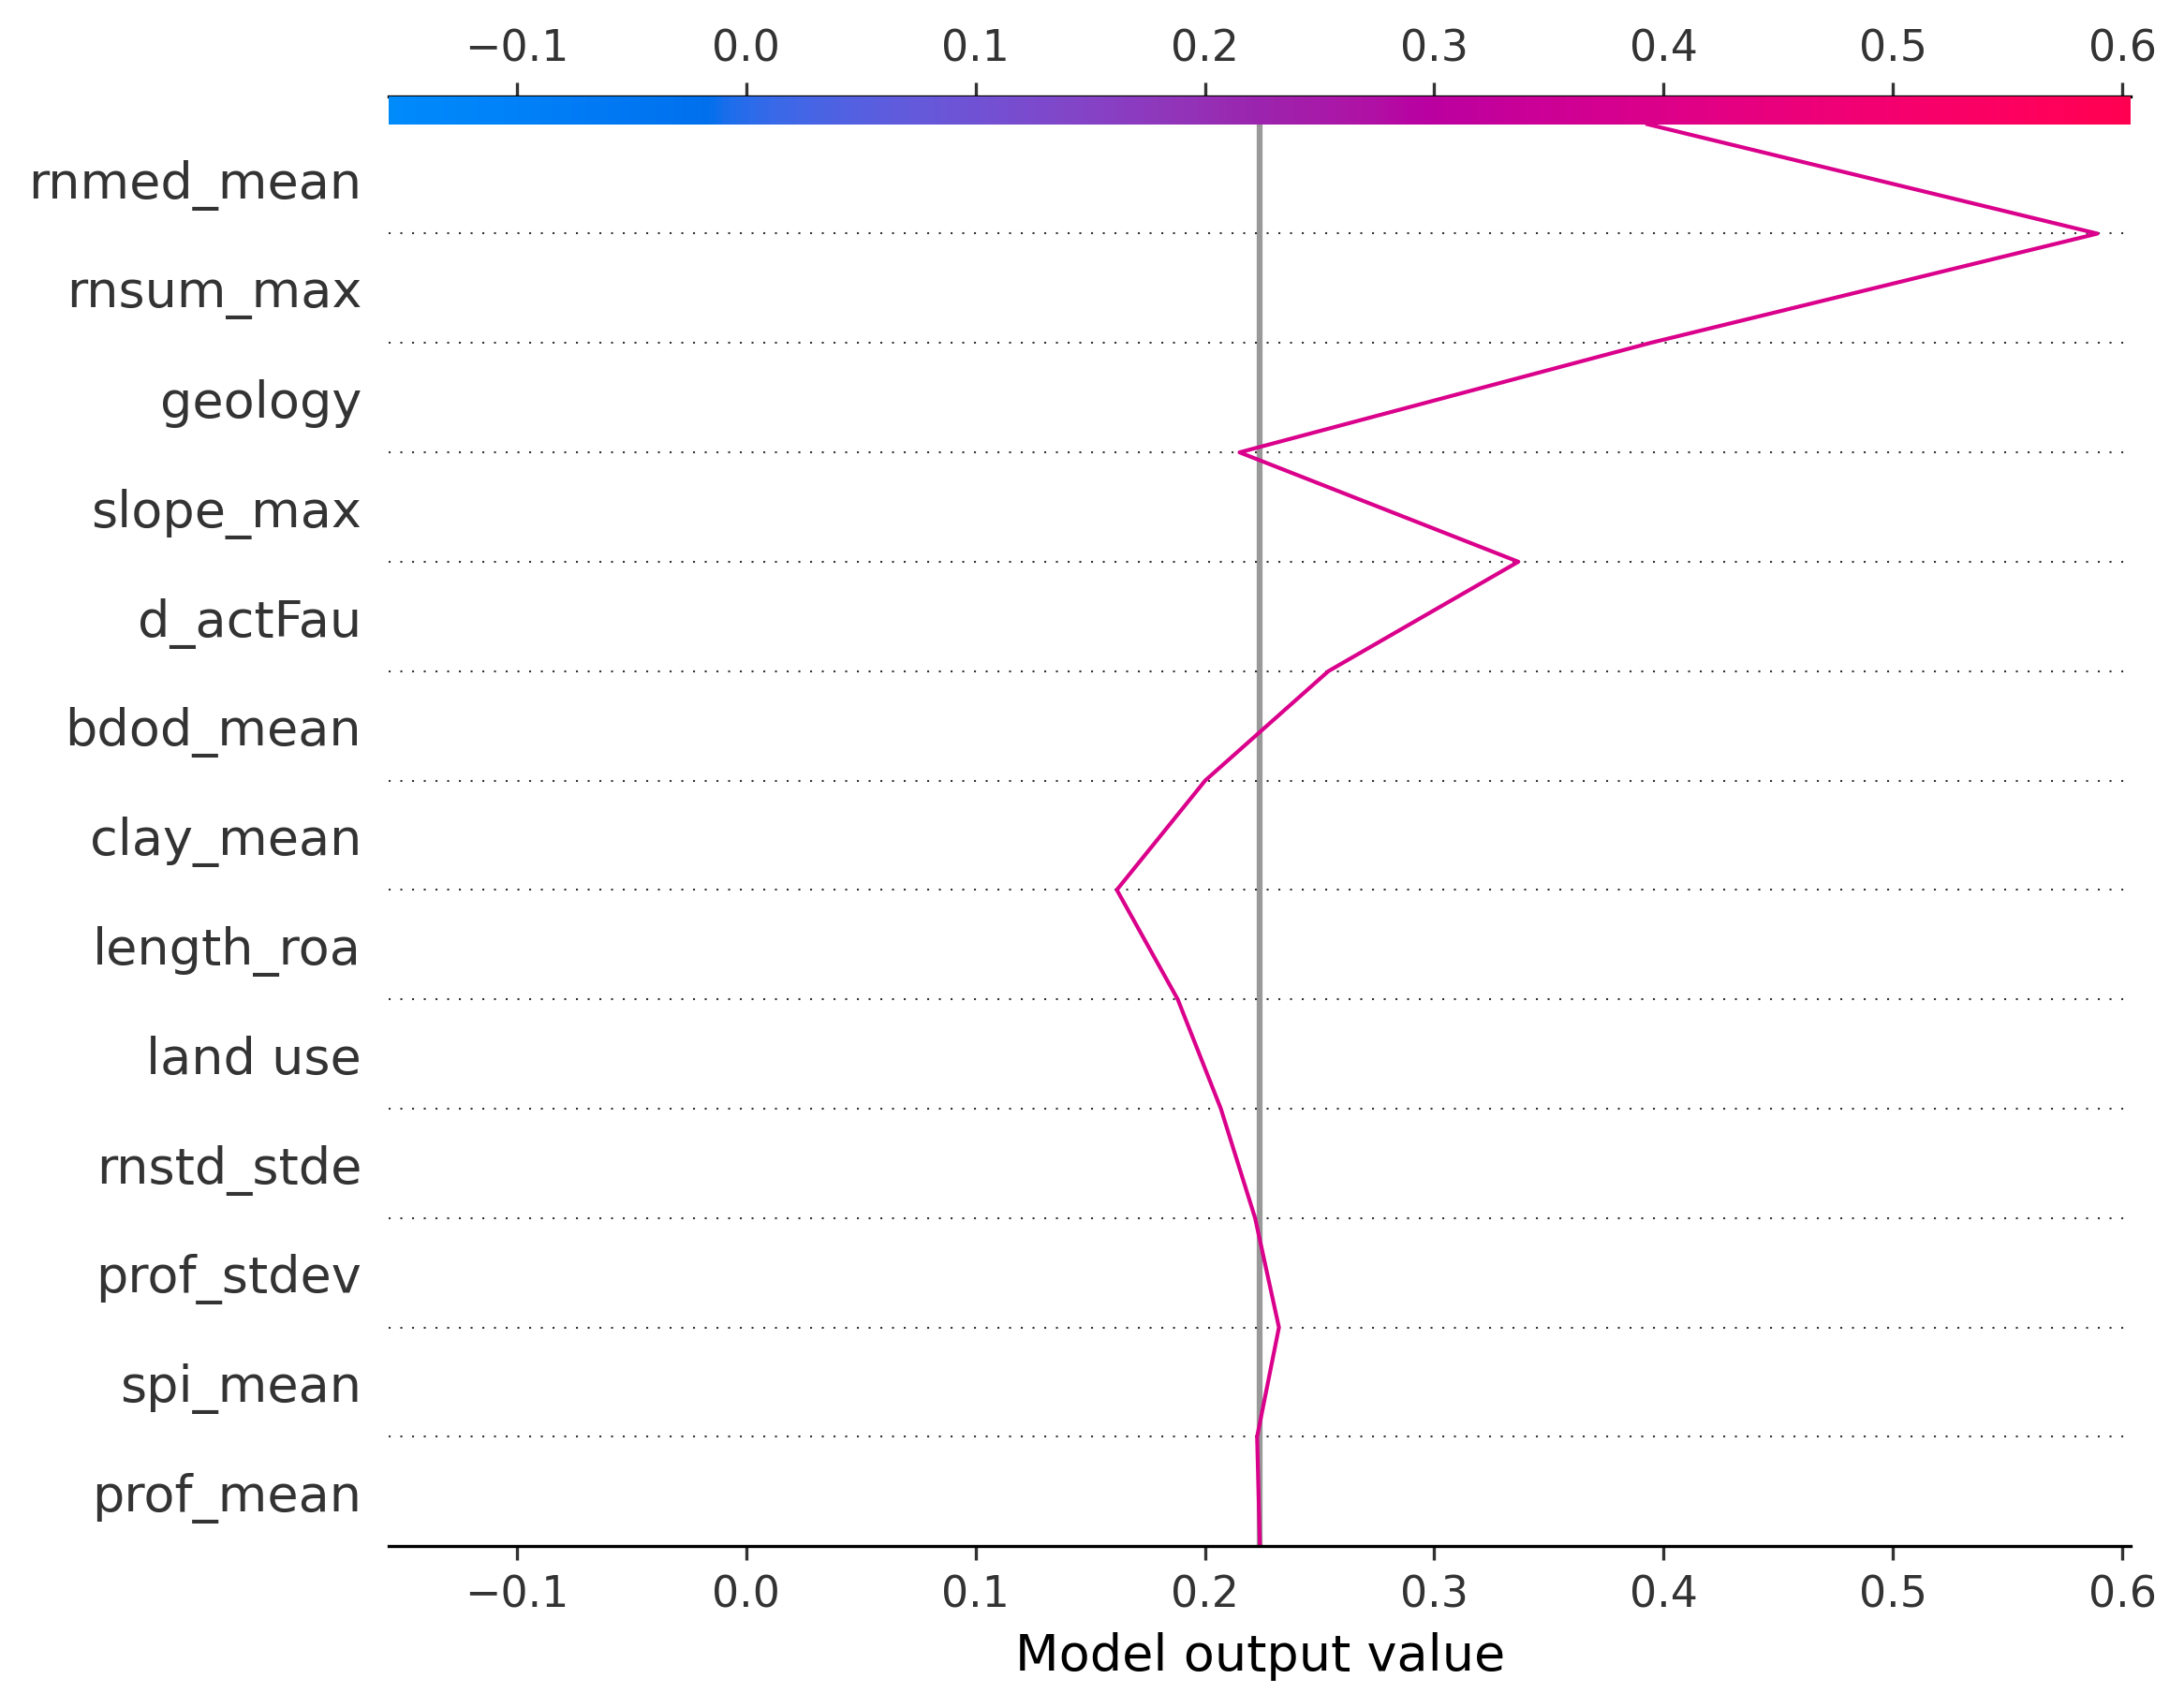 −0.1 0.0 0.1 0.2 0.3 0.4 0.5 0.6
rnmed_mean
rnsum_max
geology
slope_max
d_actFau
bdod_mean
clay_mean
length_roa
land use
rnstd_stde
prof_stdev
spi_mean
prof_mean
−0.1 0.0 0.1 0.2 0.3 0.4 0.5 0.6
Model output value